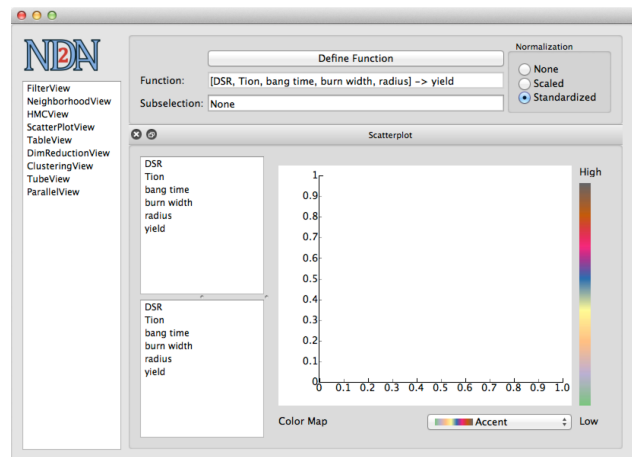 ND2AN
Define Function
Normalization
None
Scaled
Standardized
Function: [DSR, Tion, bang time, burn width, radius] -> yield
Subselection: None
FilterView
NeighborhoodView
HMCView
ScatterPlotView
TableView
DimReductionView
ClusteringView
TubeView
ParallelView
Scatterplot
DSR
Tion
bang time
burn width
radius
yield
DSR
Tion
bang time
burn width
radius
yield
1
0.9
0.8
0.7
0.6
0.5
0.4
0.3
0.2
0.1
0
0 0.1 0.2 0.3 0.4 0.5 0.6 0.7 0.8 0.9 1.0
High
Low
Color Map Accent